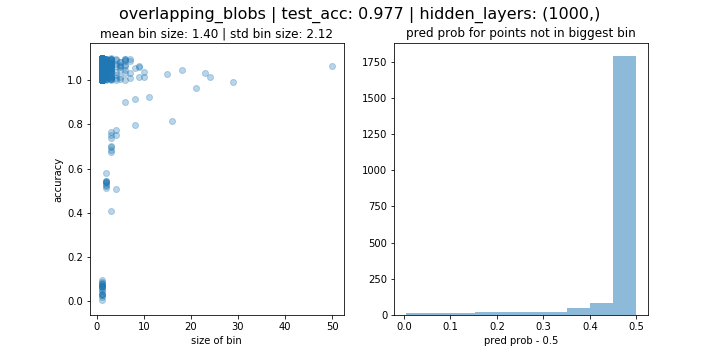 overlapping_blobs | test_acc: 0.977 | hidden_layers: (1000,)
mean bin size: 1.40 | std bin size: 2.12
pred prob for points not in biggest bin
accuracy
1.0
0.8
0.6
0.4
0.2
0.0
0 10 20 30 40 50
size of bin
1750
1500
1250
1000
750
500
250
0
0.0 0.1 0.2 0.3 0.4 0.5
pred prob - 0.5